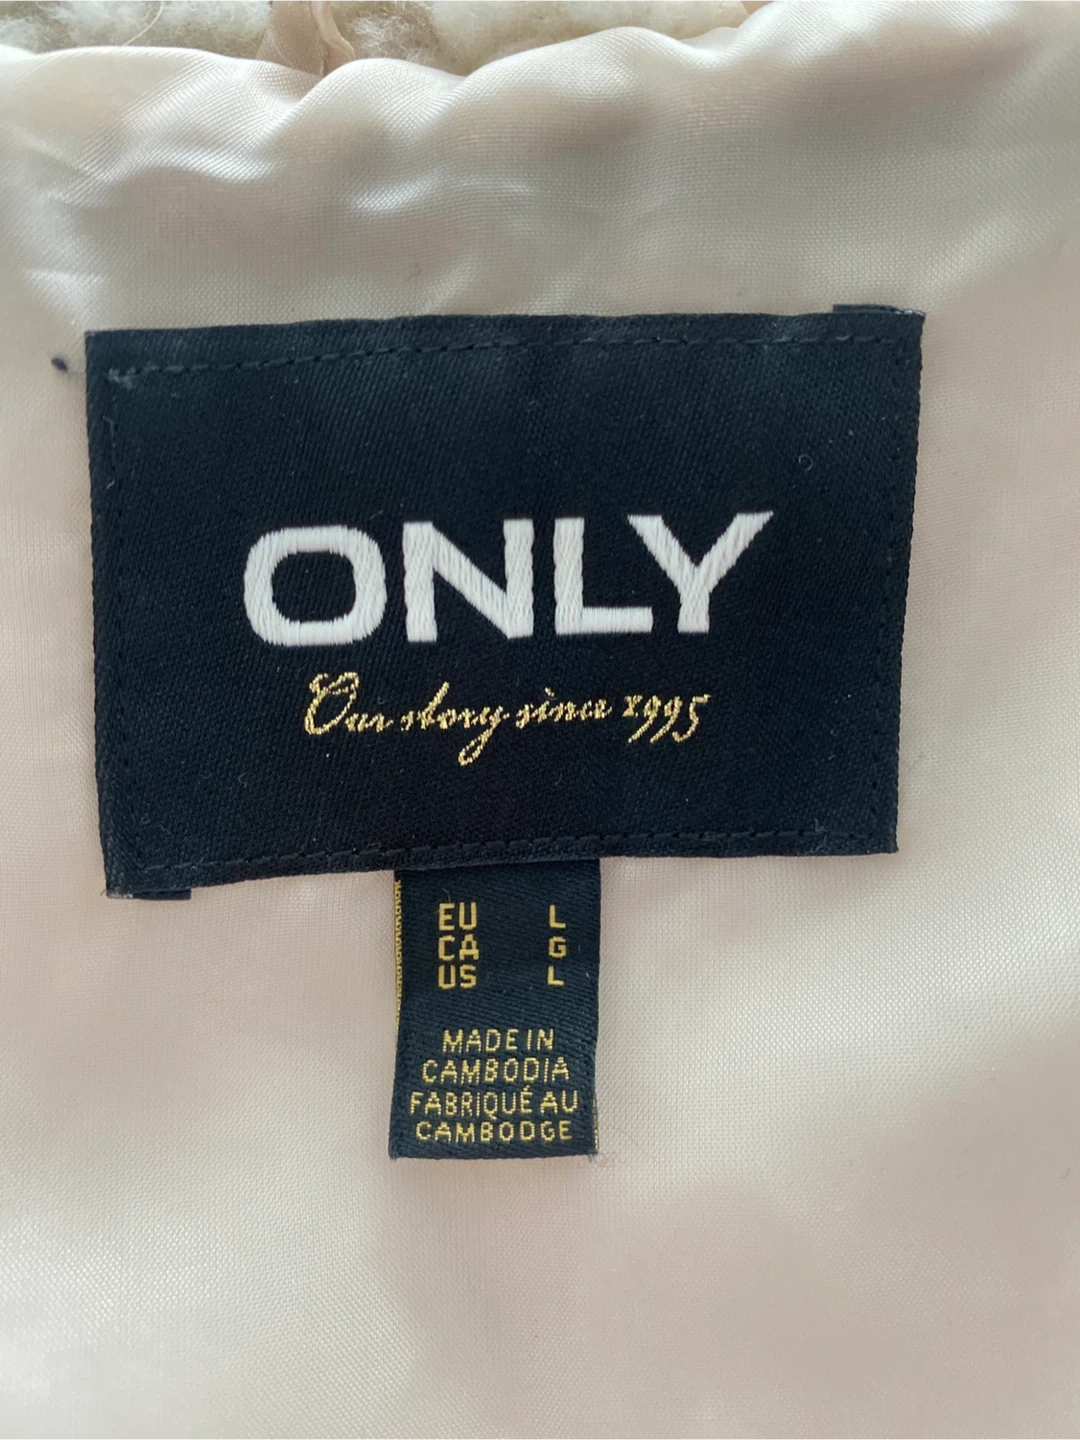 ONLY
Our story since 1995
EU L
CA G
US L
MADE IN
CAMBODIA
FABRIQUÉ AU
CAMBODGE